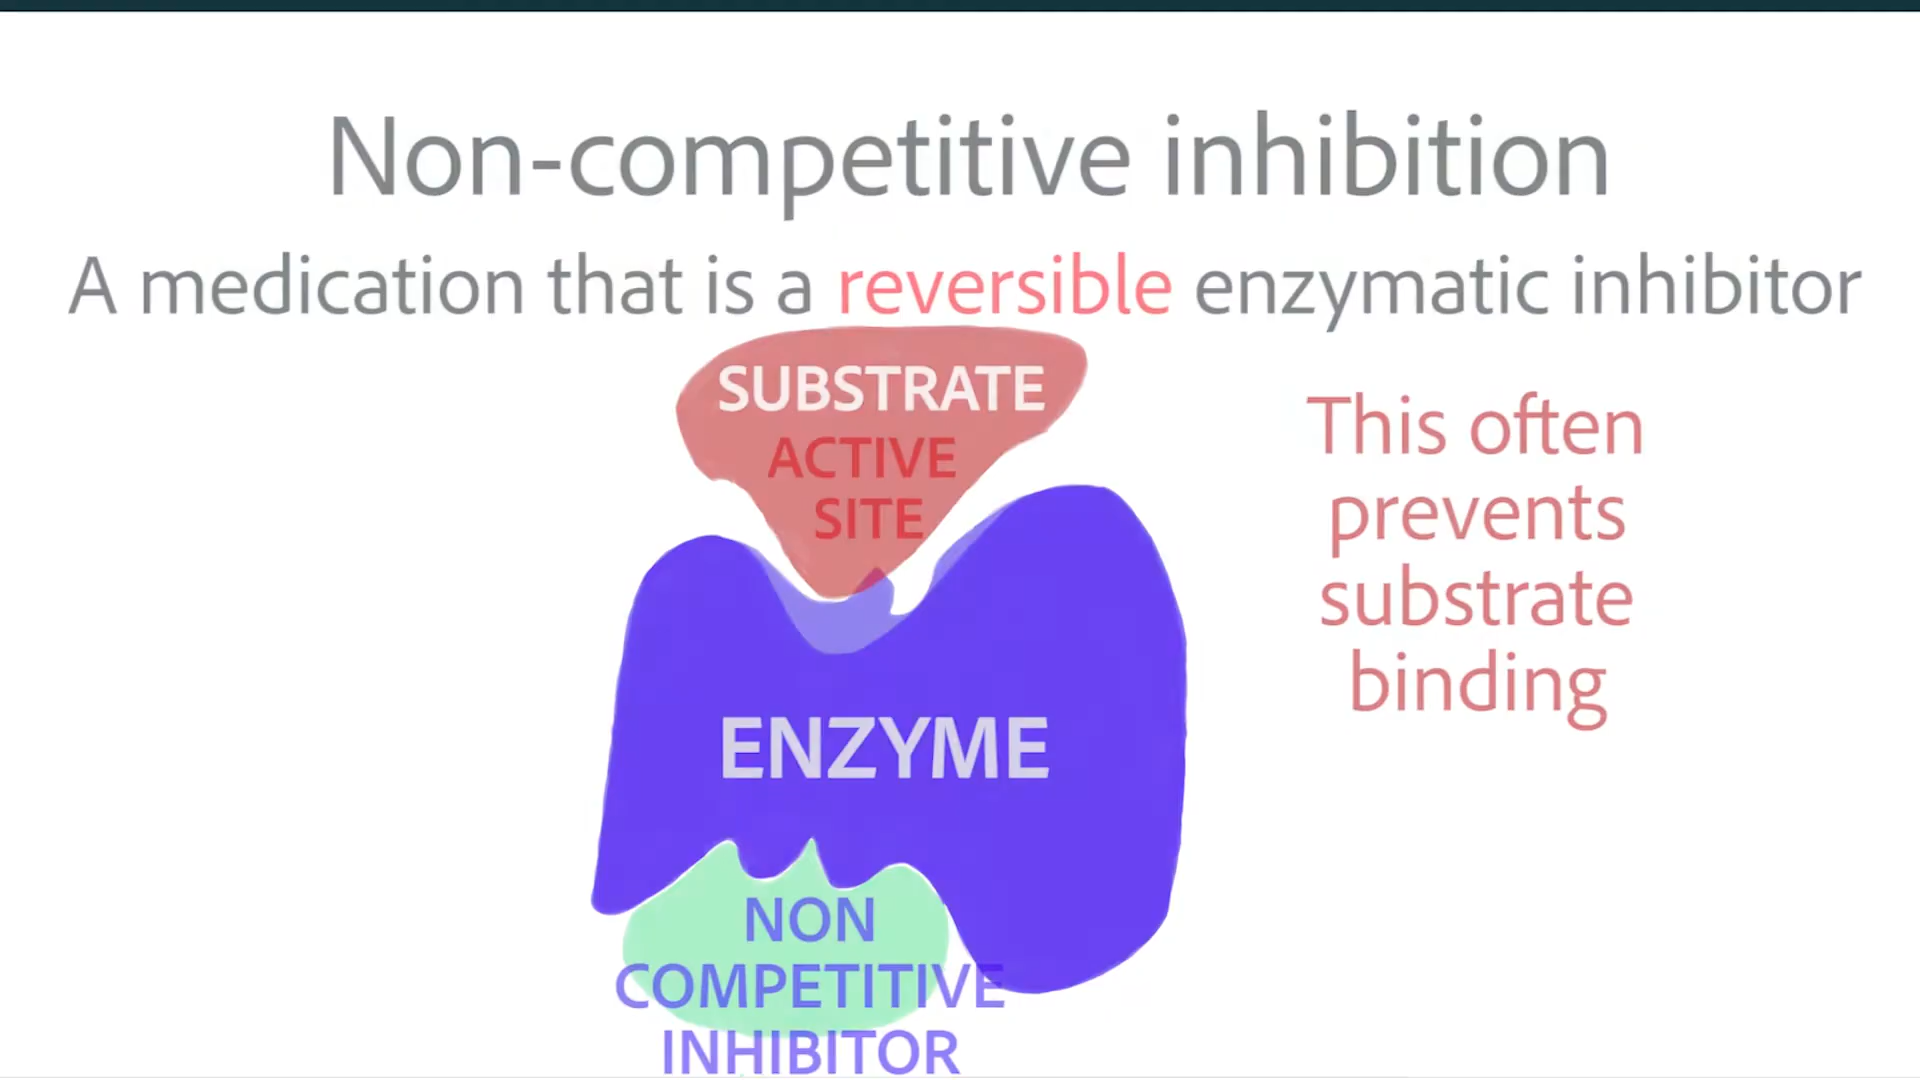 Non-competitive inhibition
A medication that is a reversible enzymatic inhibitor
SUBSTRATE
ACTIVE
SITE
This often
prevents
substrate
binding
ENZYME
NON
COMPETITIVE
INHIBITOR